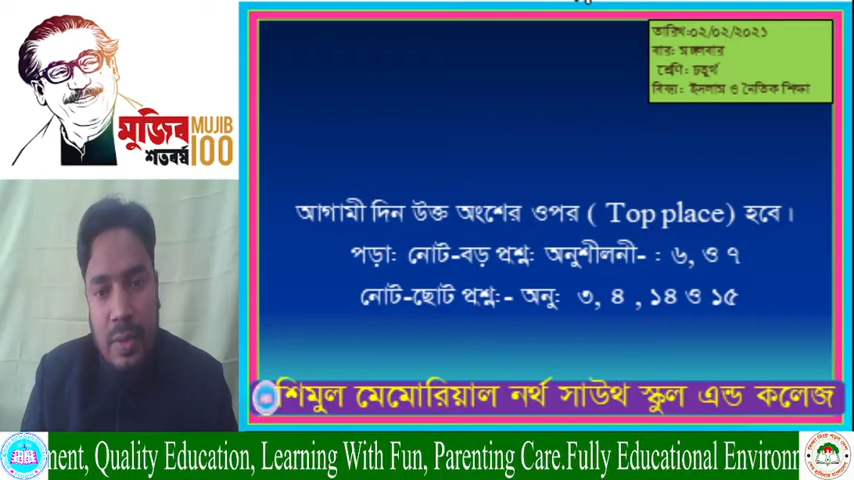 তারিখ:০২/০২/২০২১
বার: মঙ্গলবার
শ্রেণি: চতুর্থ
বিষয়: ইসলাম ও নৈতিক শিক্ষা
মুজিব MUJIB
শতবর্ষ 100
আগামী দিন উক্ত অংশের ওপর ( Top place) হবে।
পড়া: নোট-বড় প্রশ্ন: অনুশীলনী- : ৬, ও ৭
নোট-ছোট প্রশ্ন:- অনু: ৩, ৪ , ১৪ ও ১৫
শিমুল মেমোরিয়াল নর্থ সাউথ স্কুল এন্ড কলেজ
ment, Quality Education, Learning With Fun, Parenting Care.Fully Educational Environn